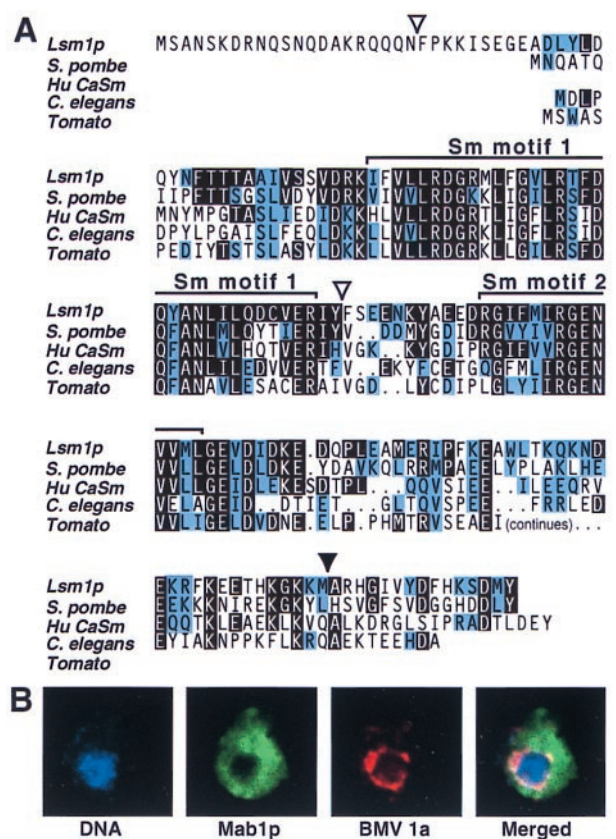 A
Lsm1p MSANSKDRNQSNQDAKRQQQNFPKKISEGEADLYLD
S. pombe MNQATQ
Hu CaSm
C. elegans MDLP
Tomato MSWAS
Sm motif 1
Lsm1p QYNFTTTAAIVSSVDRKIFVLLRDGRMLFGVLRTFD
S. pombe IIPFTTSGSLVDYVDRKVIVVLRDGKKLIGILRSFD
Hu CaSm MNYMPGTASLIEDIDKKHLVLLRDGRTLIGFLRSID
C. elegans DPYLPGAISLFEQLDKKLLVVLRDGRKLIGFLRSID
Tomato PEDIYTSTSLASYLDKKLLVLLRDGRKLLGILRSFD
Sm motif 1 Sm motif 2
Lsm1p QYANLILQDCVERIYFSEENKYAEEDRGIFMIRGEN
S. pombe QFANLMLQYTIERIYV..DDMYGDIDRGVYIVRGEN
Hu CaSm QFANLVLHQTVERIHVGK..KYGDIPRGIFVVRGEN
C. elegans QFANLILEDVVERTFV..EKYFCETGQGFMLIRGEN
Tomato QFANAVLESACERAIVGD..LYCDIPLGLYIIRGEN
Lsm1p VVMLGEVDIDKE.DQPLEAMERIPFKEAWLTKQKND
S. pombe VVLLGELDLDKE.YDAVKQLRRMPAEELYPLAKLHE
Hu CaSm VVLLGEIDLEKESDTPL...QQVSIEE..ILEEQRV
C. elegans VELAGEID..DTIET...GLTQVSPEE...FRRLED
Tomato VVLIGELDVDNE.ELP.PHMTRVSEAEI(continues)...
Lsm1p EKRFKEETHKGKKMARHGIVYDFHKSDMY
S. pombe EEKKKNIREKGKYLHSVGFSVDGGHDDLY
Hu CaSm EQQTKLEAEKLKVQALKDRGLSIPRADTLDEY
C. elegans EYIAKNPPKFLKRQAEKTEEHDA
Tomato
B
DNA Mab1p BMV 1a Merged